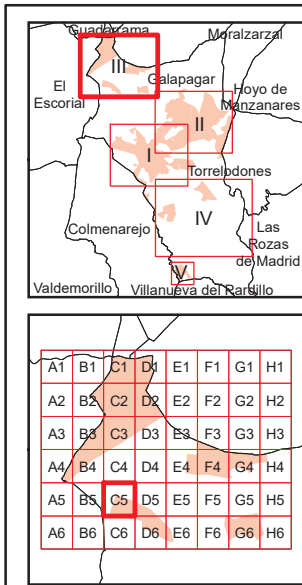 Guadarrama
Moralzarzal
III
El
Escorial
Galapagar
Hoyo de
Manzanares
II
I
Torrelodones
IV
Colmenarejo
Las
Rozas
de Madrid
V
Valdemorillo
Villanueva del Pardillo
A1 B1 C1 D1 E1 F1 G1 H1
A2 B2 C2 D2 E2 F2 G2 H2
A3 B3 C3 D3 E3 F3 G3 H3
A4 B4 C4 D4 E4 F4 G4 H4
A5 B5 C5 D5 E5 F5 G5 H5
A6 B6 C6 D6 E6 F6 G6 H6